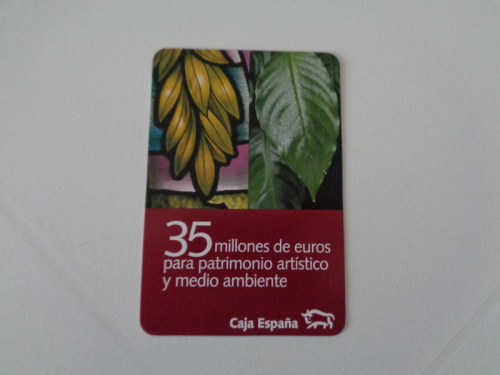 35 millones de euros
para patrimonio artístico
y medio ambiente
Caja España